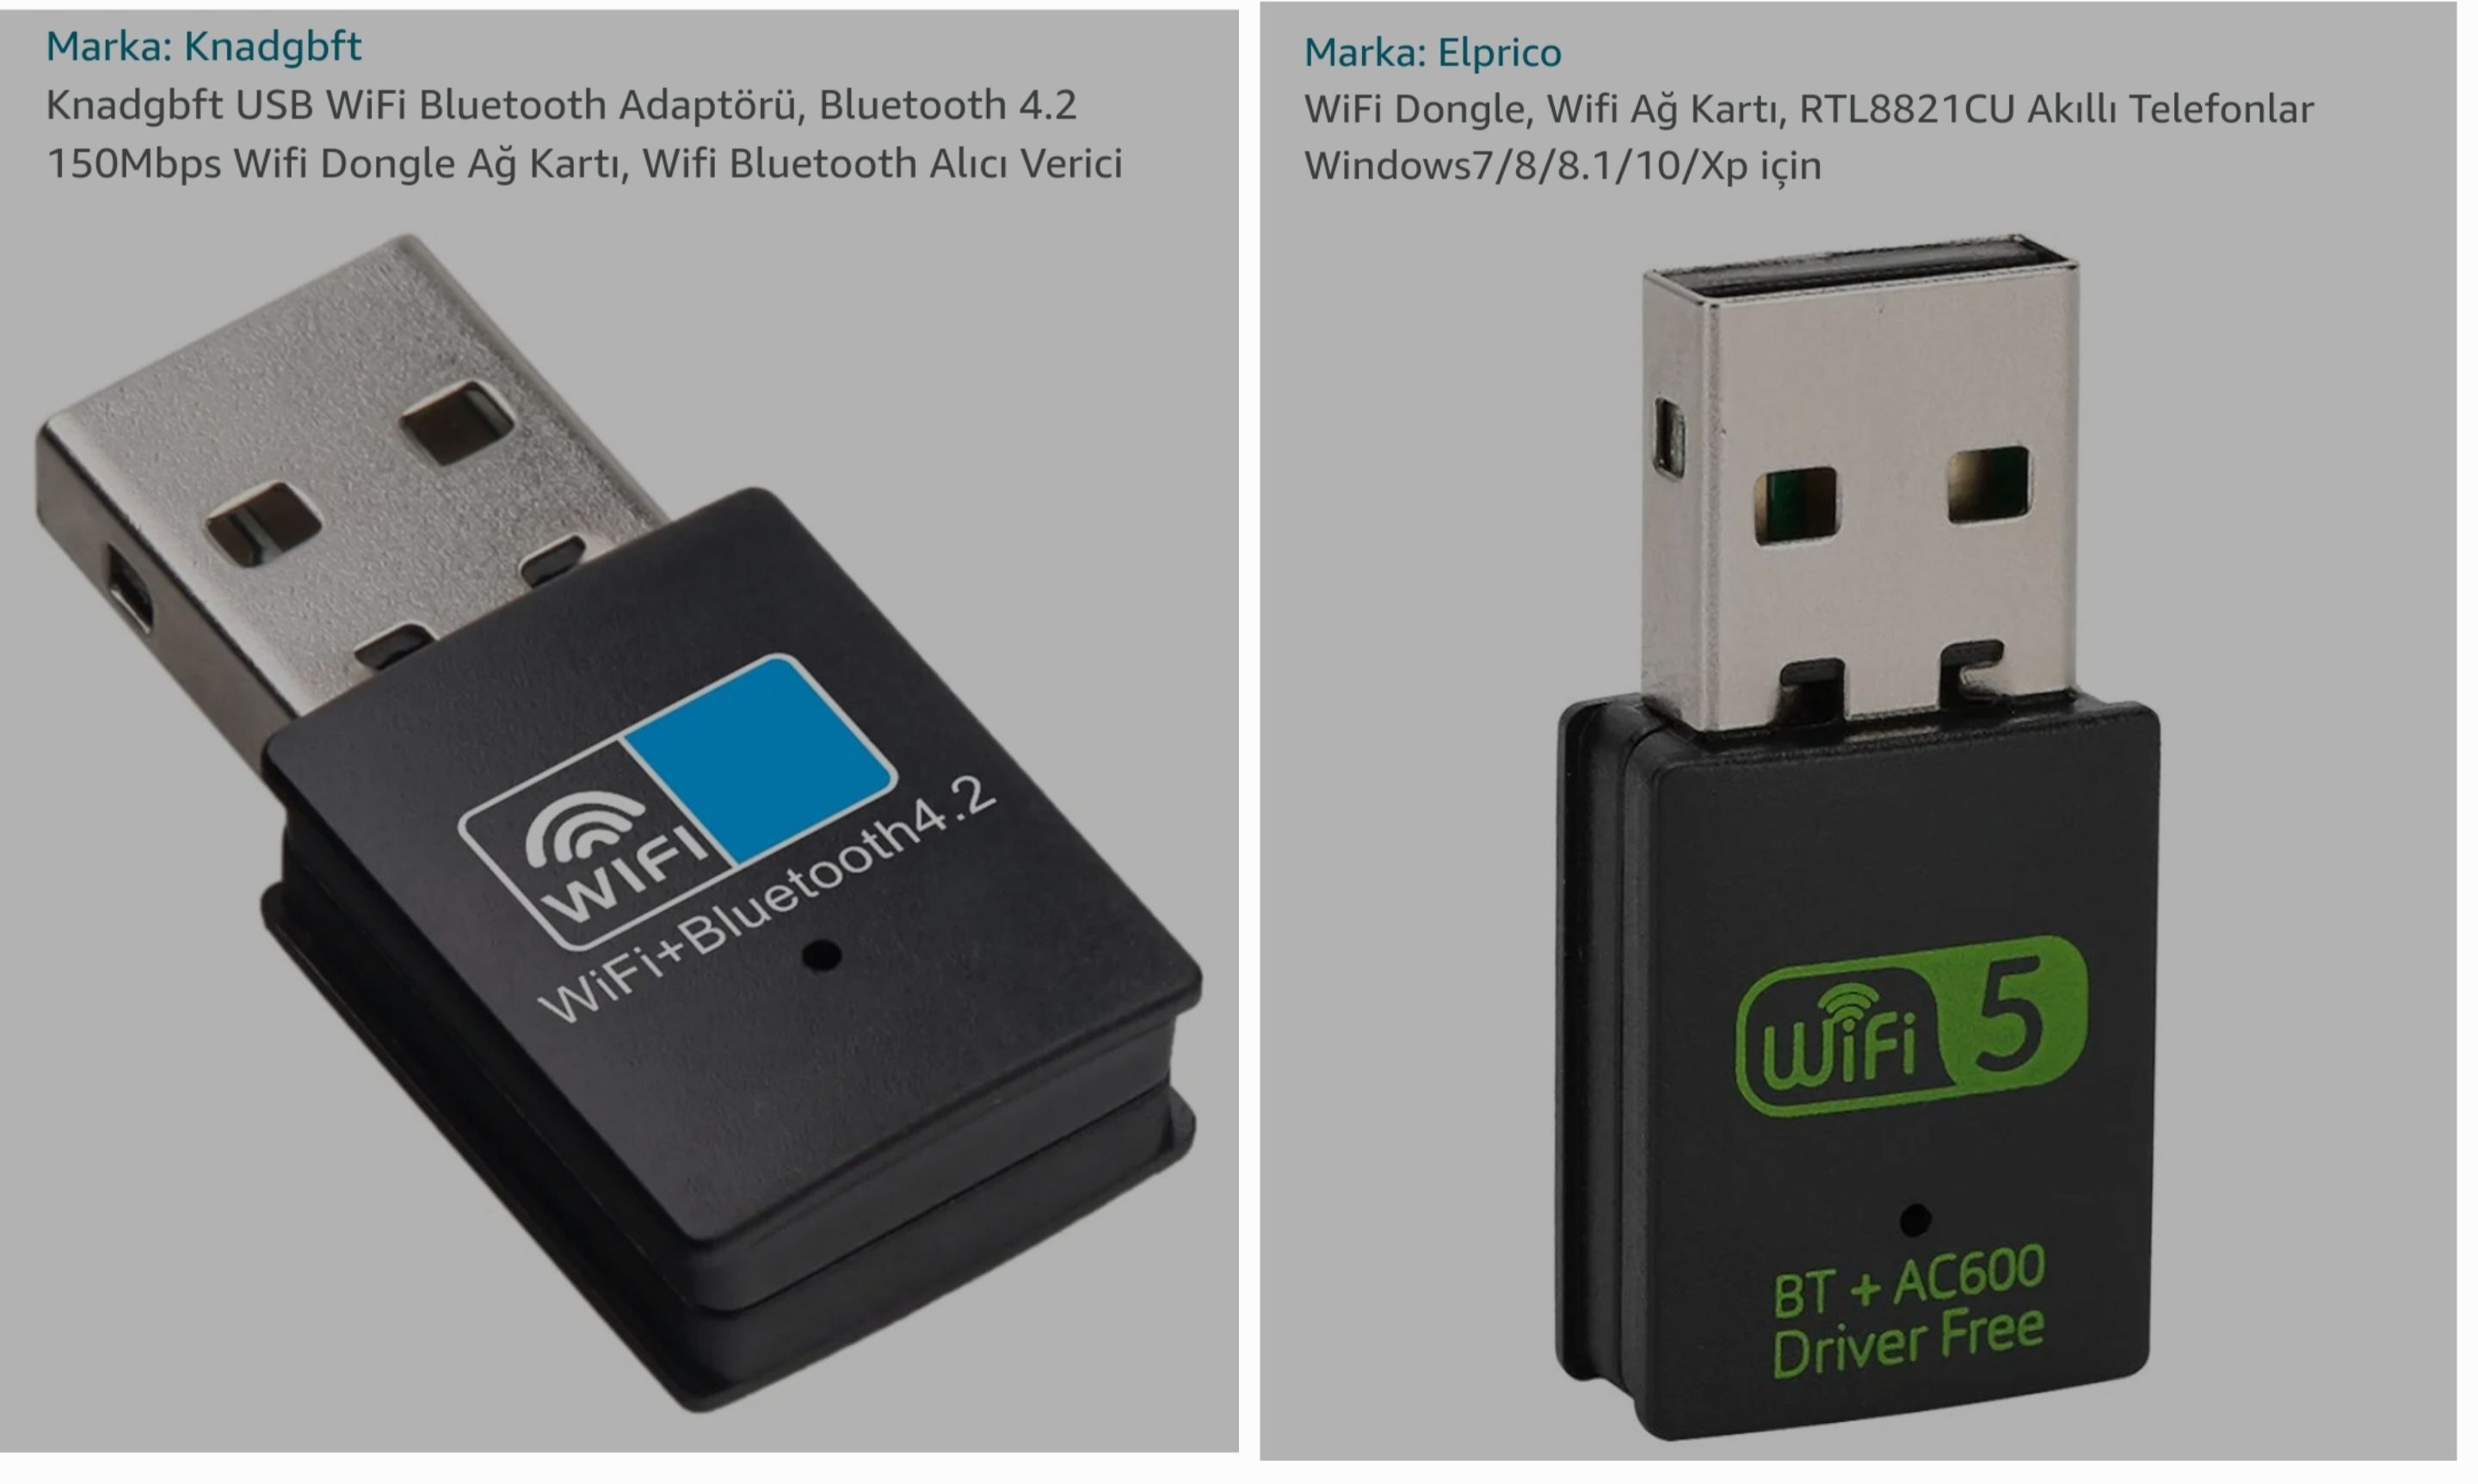 Marka: Knadgbft
Knadgbft USB WiFi Bluetooth Adaptörü, Bluetooth 4.2
150Mbps Wifi Dongle Ağ Kartı, Wifi Bluetooth Alıcı Verici
WIFI
WiFi+Bluetooth4.2
Marka: Elprico
WiFi Dongle, Wifi Ağ Kartı, RTL8821CU Akıllı Telefonlar
Windows7/8/8.1/10/Xp için
WiFi 5
BT + AC600
Driver Free